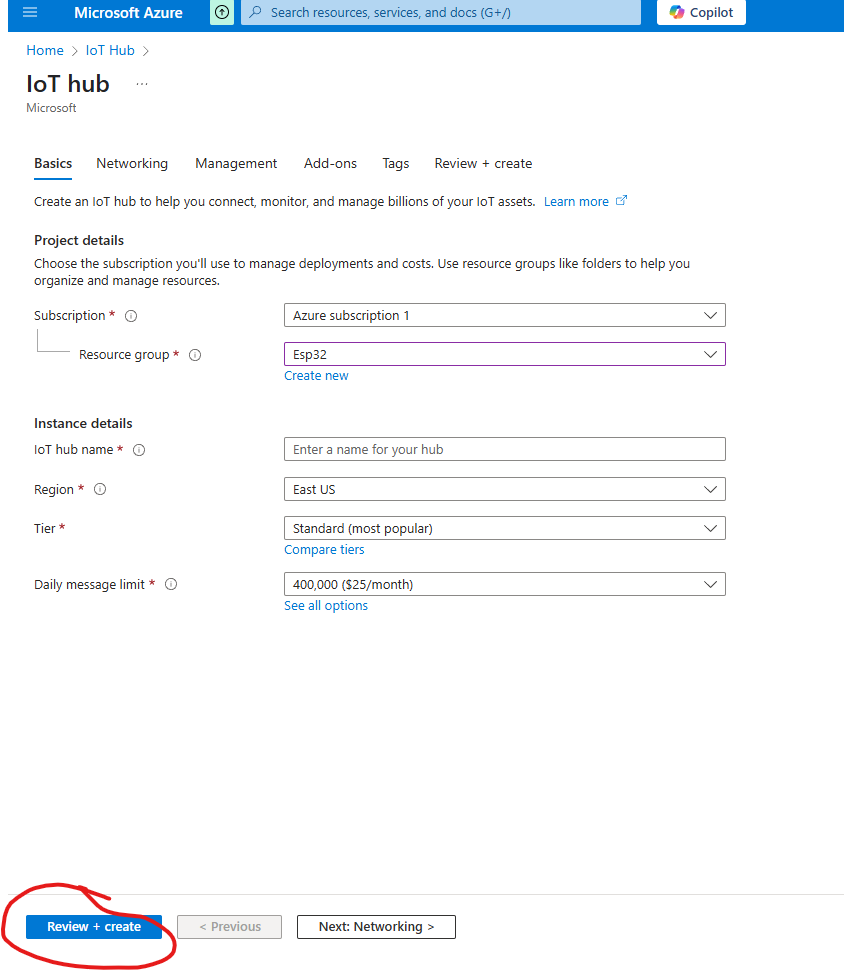 Microsoft Azure
Search resources, services, and docs (G+/)
Copilot
Home > IoT Hub >
IoT hub ...
Microsoft
Basics Networking Management Add-ons Tags Review + create
Create an IoT hub to help you connect, monitor, and manage billions of your IoT assets. Learn more
Project details
Choose the subscription you'll use to manage deployments and costs. Use resource groups like folders to help you
organize and manage resources.
Subscription * Azure subscription 1
Resource group * Esp32
Create new
Instance details
IoT hub name * Enter a name for your hub
Region * East US
Tier * Standard (most popular)
Compare tiers
Daily message limit * 400,000 ($25/month)
See all options
Review + create < Previous Next: Networking >